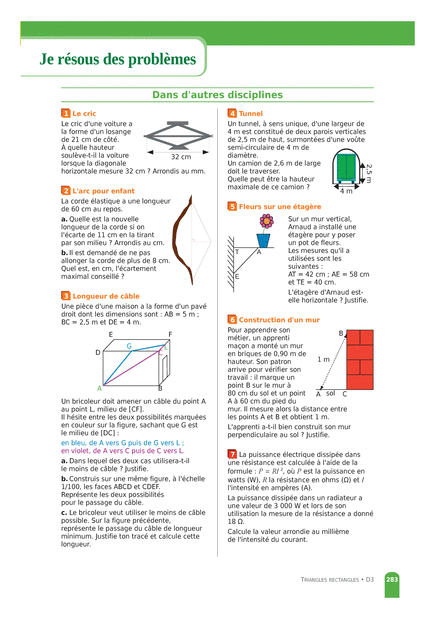 Je résous des problèmes
Dans d'autres disciplines
1 Le cric
Le cric d'une voiture a
la forme d'un losange
de 21 cm de côté.
À quelle hauteur
soulève-t-il la voiture
lorsque la diagonale
horizontale mesure 32 cm ? Arrondis au mm.
32 cm
2 L'arc pour enfant
La corde élastique a une longueur
de 60 cm au repos.
a. Quelle est la nouvelle
longueur de la corde si on
l'écarte de 11 cm en la tirant
par son milieu ? Arrondis au cm.
b. Il est demandé de ne pas
allonger la corde de plus de 8 cm.
Quel est, en cm, l'écartement
maximal conseillé ?
3 Longueur de câble
Une pièce d'une maison a la forme d'un pavé
droit dont les dimensions sont : AB = 5 m ;
BC = 2,5 m et DE = 4 m.
E F
G L
D C
A B
Un bricoleur doit amener un câble du point A
au point L, milieu de [CF].
Il hésite entre les deux possibilités marquées
en couleur sur la figure, sachant que G est
le milieu de [DC] :
en bleu, de A vers G puis de G vers L ;
en violet, de A vers C puis de C vers L.
a. Dans lequel des deux cas utilisera-t-il
le moins de câble ? Justifie.
b. Construis sur une même figure, à l'échelle
1/100, les faces ABCD et CDEF.
Représente les deux possibilités
pour le passage du câble.
c. Le bricoleur veut utiliser le moins de câble
possible. Sur la figure précédente,
représente le passage du câble de longueur
minimum. Justifie ton tracé et calcule cette
longueur.
4 Tunnel
Un tunnel, à sens unique, d'une largeur de
4 m est constitué de deux parois verticales
de 2,5 m de haut, surmontées d'une voûte
semi-circulaire de 4 m de
diamètre.
Un camion de 2,6 m de large
doit le traverser.
Quelle peut être la hauteur
maximale de ce camion ?
2,5 m
4 m
5 Fleurs sur une étagère
Sur un mur vertical,
Arnaud a installé une
étagère pour y poser
un pot de fleurs.
Les mesures qu'il a
utilisées sont les
suivantes :
AT = 42 cm ; AE = 58 cm
et TE = 40 cm.
L'étagère d'Arnaud est-
elle horizontale ? Justifie.
T A
E
6 Construction d'un mur
Pour apprendre son
métier, un apprenti
maçon a monté un mur
en briques de 0,90 m de
hauteur. Son patron
arrive pour vérifier son
travail : il marque un
point B sur le mur à
80 cm du sol et un point
A à 60 cm du pied du
mur. Il mesure alors la distance entre
les points A et B et obtient 1 m.
L'apprenti a-t-il bien construit son mur
perpendiculaire au sol ? Justifie.
B
1 m
A sol C
7 La puissance électrique dissipée dans
une résistance est calculée à l'aide de la
formule : P = RI², où P est la puissance en
watts (W), R la résistance en ohms (Ω) et I
l'intensité en ampères (A).
La puissance dissipée dans un radiateur a
une valeur de 3 000 W et lors de son
utilisation la mesure de la résistance a donné
18 Ω.
Calcule la valeur arrondie au millième
de l'intensité du courant.
TRIANGLES RECTANGLES • D3 283